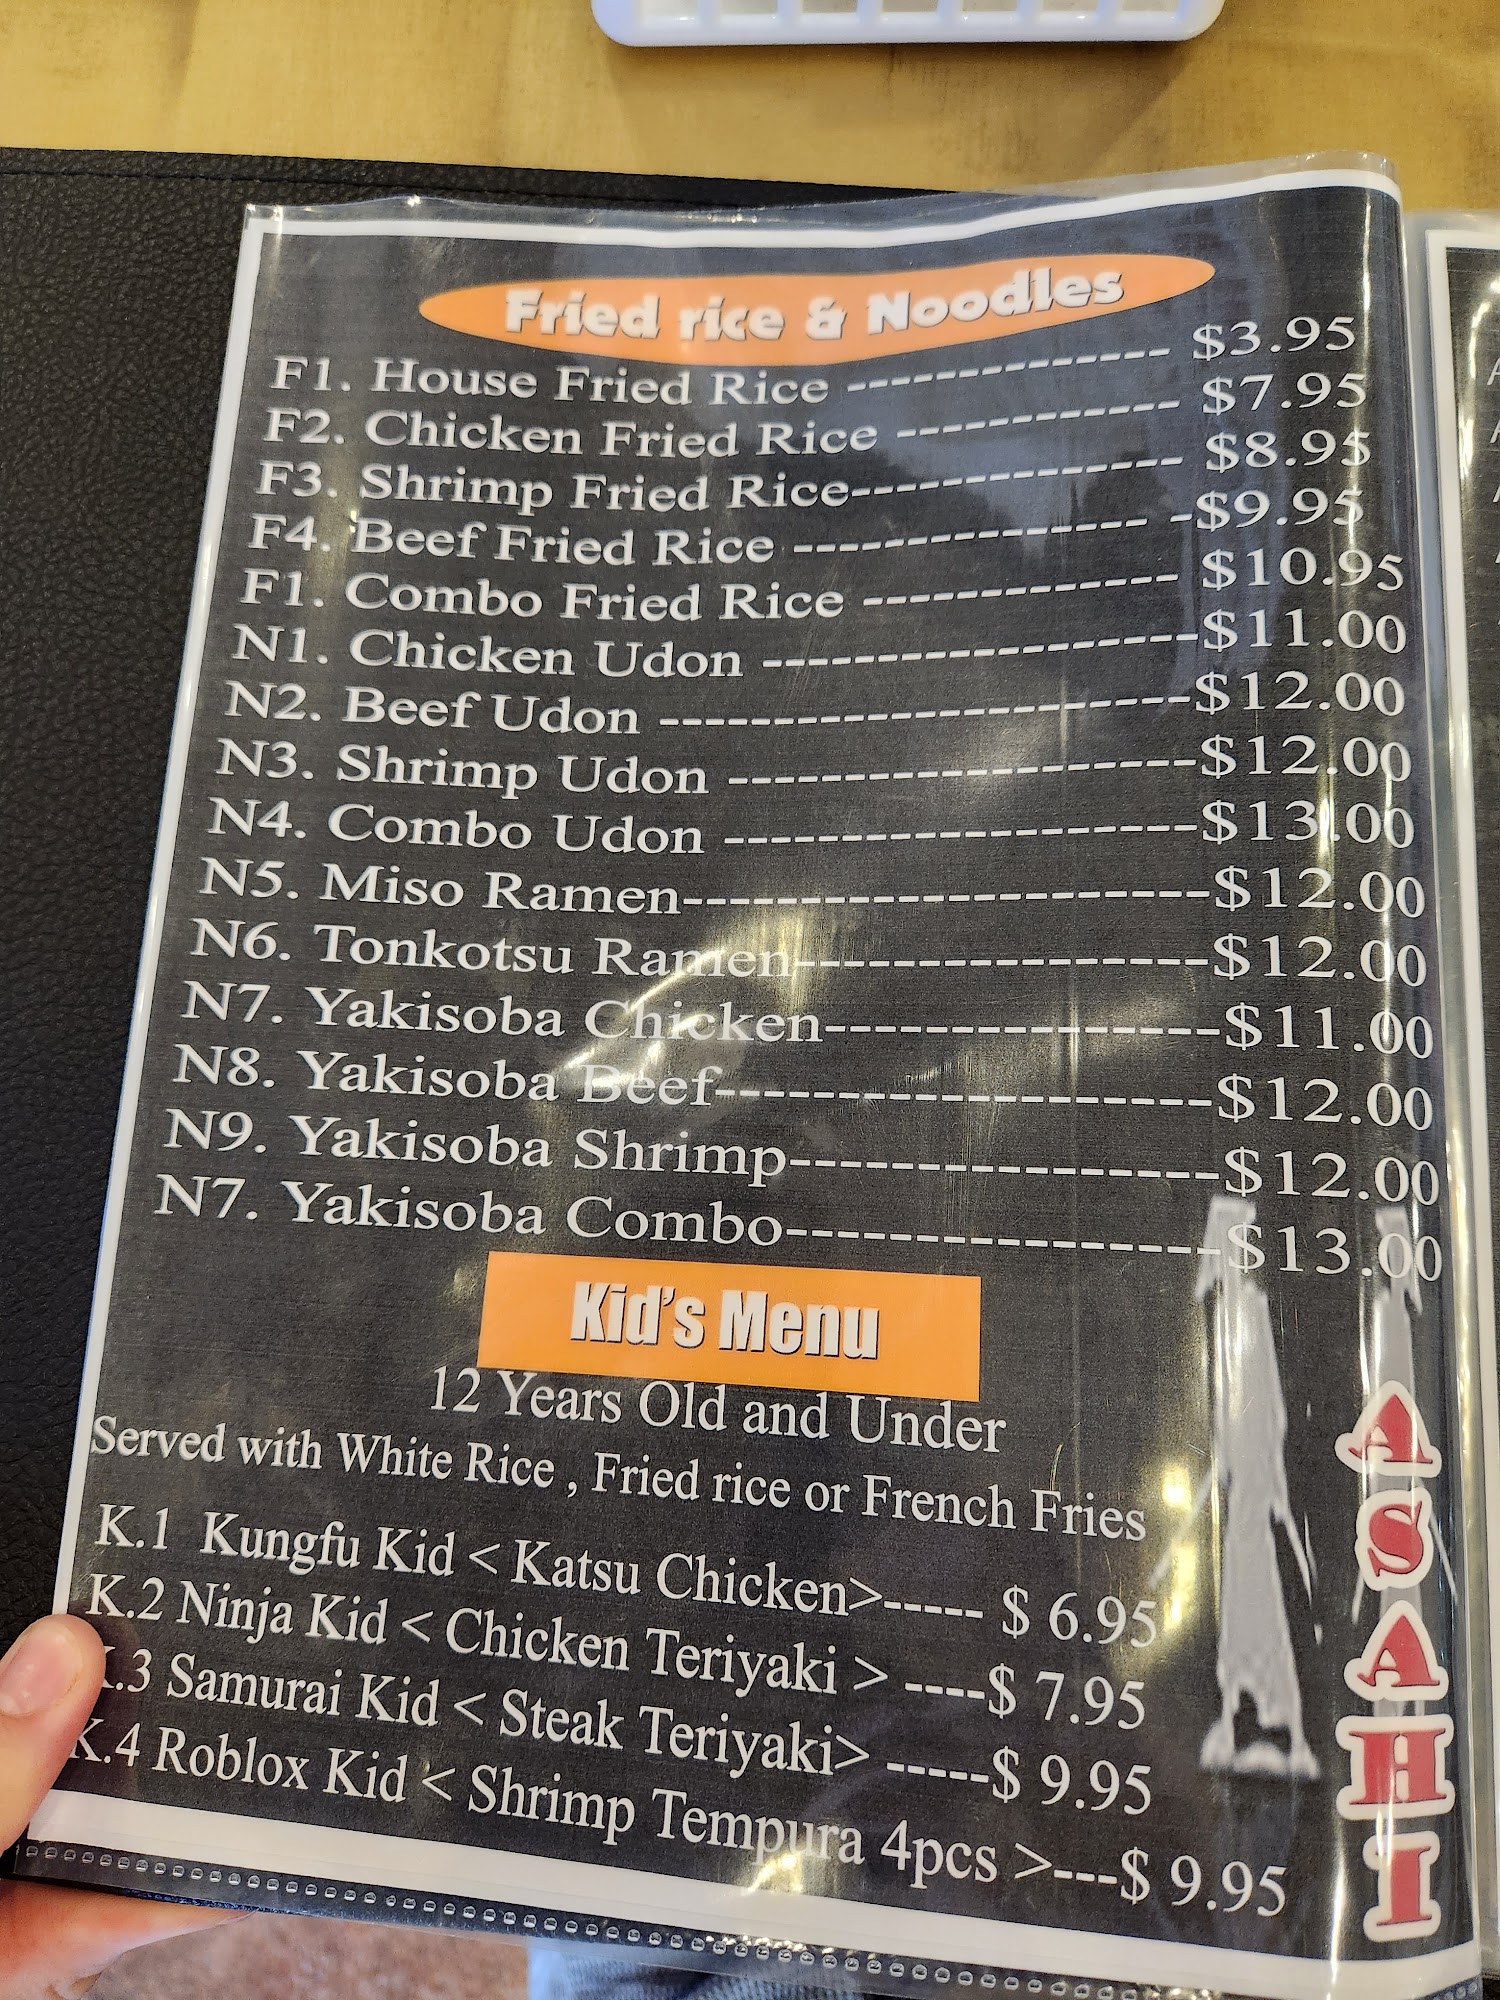 Fried rice & Noodles
F1. House Fried Rice ------------- $3.95
F2. Chicken Fried Rice ------------ $7.95
F3. Shrimp Fried Rice-------------- $8.95
F4. Beef Fried Rice --------------- -$9.95
F1. Combo Fried Rice ------------- $10.95
N1. Chicken Udon ------------------$11.00
N2. Beef Udon ----------------------$12.00
N3. Shrimp Udon -------------------$12.00
N4. Combo Udon -------------------$13.00
N5. Miso Ramen---------------------$12.00
N6. Tonkotsu Ramen----------------$12.00
N7. Yakisoba Chicken---------------$11.00
N8. Yakisoba Beef-------------------$12.00
N9. Yakisoba Shrimp----------------$12.00
N7. Yakisoba Combo----------------$13.00
Kid's Menu
12 Years Old and Under
Served with White Rice , Fried rice or French Fries
K.1 Kungfu Kid < Katsu Chicken>----- $ 6.95
K.2 Ninja Kid < Chicken Teriyaki > ----$ 7.95
K.3 Samurai Kid < Steak Teriyaki> -----$ 9.95
K.4 Roblox Kid < Shrimp Tempura 4pcs >---$ 9.95
ASAHI